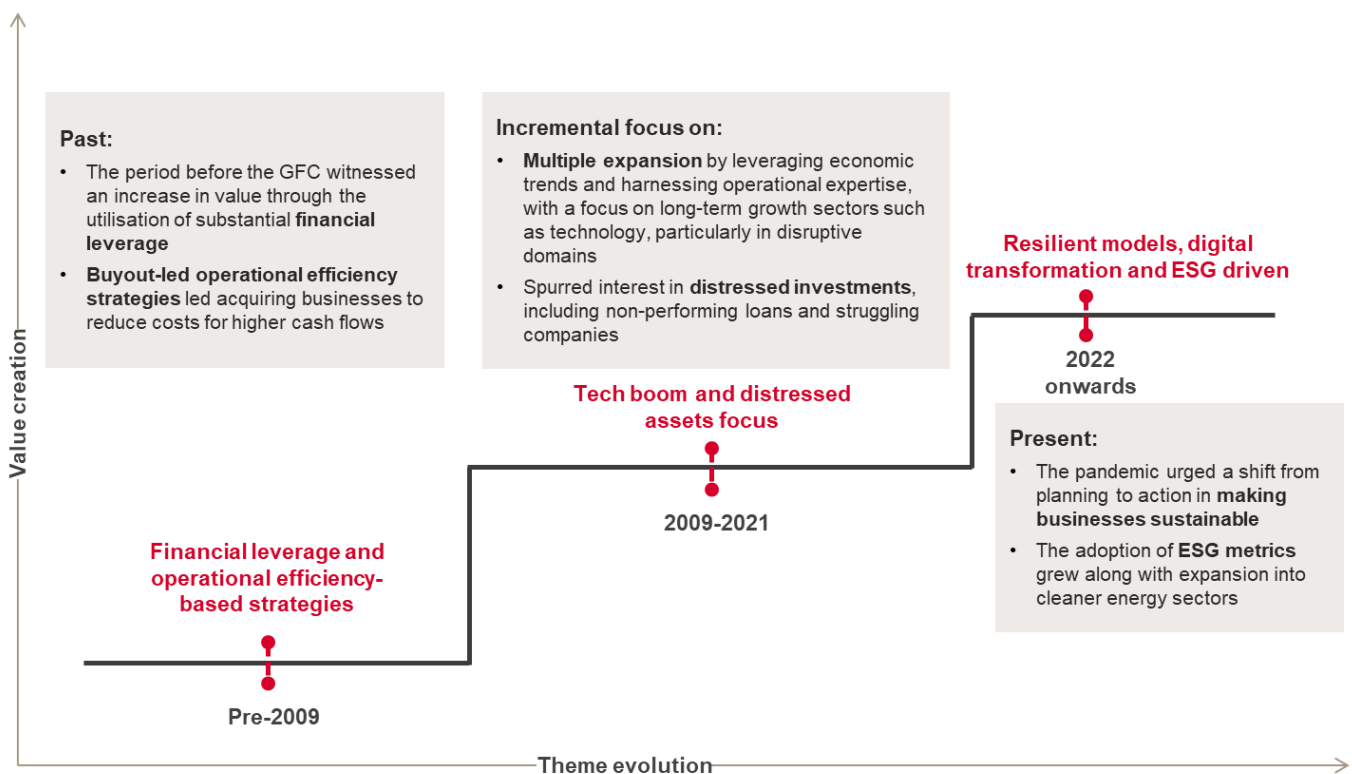 Value creation
Past:
• The period before the GFC witnessed
an increase in value through the
utilisation of substantial financial
leverage
• Buyout-led operational efficiency
strategies led acquiring businesses to
reduce costs for higher cash flows
Financial leverage and
operational efficiency-
based strategies
Pre-2009
Incremental focus on:
• Multiple expansion by leveraging economic
trends and harnessing operational expertise,
with a focus on long-term growth sectors such
as technology, particularly in disruptive
domains
• Spurred interest in distressed investments,
including non-performing loans and struggling
companies
Tech boom and distressed
assets focus
2009-2021
Resilient models, digital
transformation and ESG driven
2022
onwards
Present:
• The pandemic urged a shift from
planning to action in making
businesses sustainable
• The adoption of ESG metrics
grew along with expansion into
cleaner energy sectors
Theme evolution